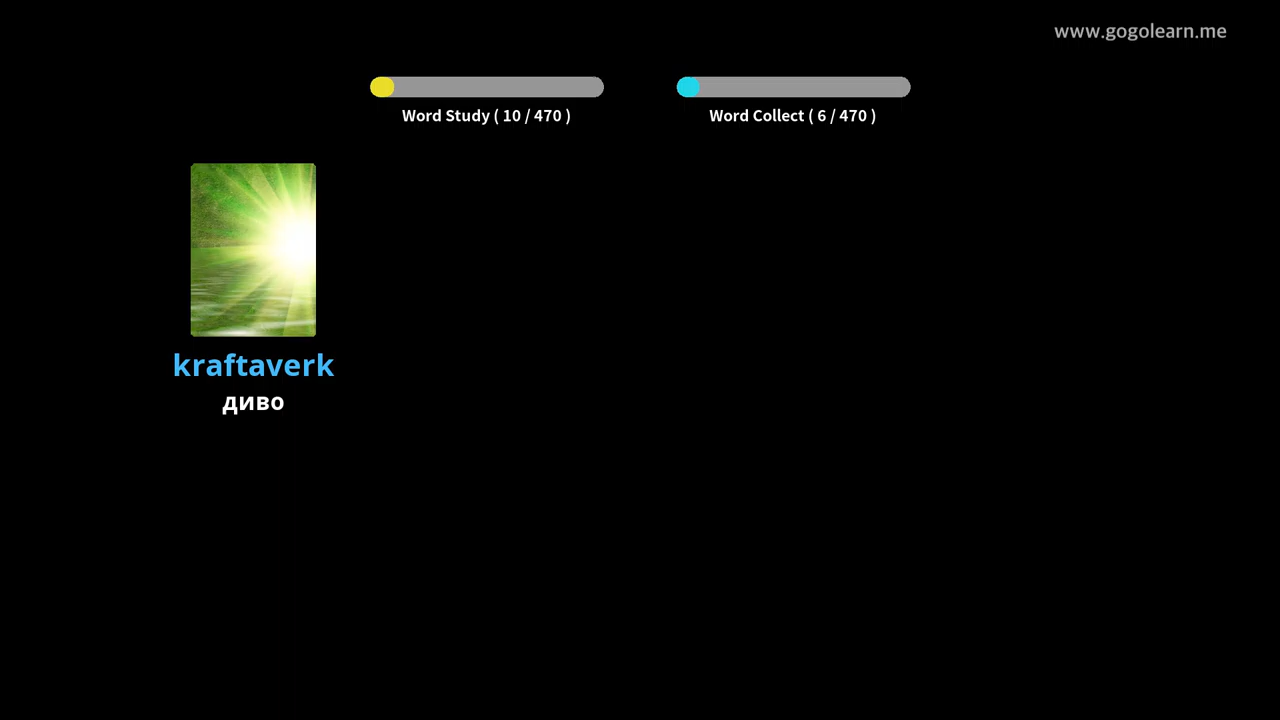 www.gogolearn.me
Word Study ( 10 / 470 )
Word Collect ( 6 / 470 )
kraftaverk
диво